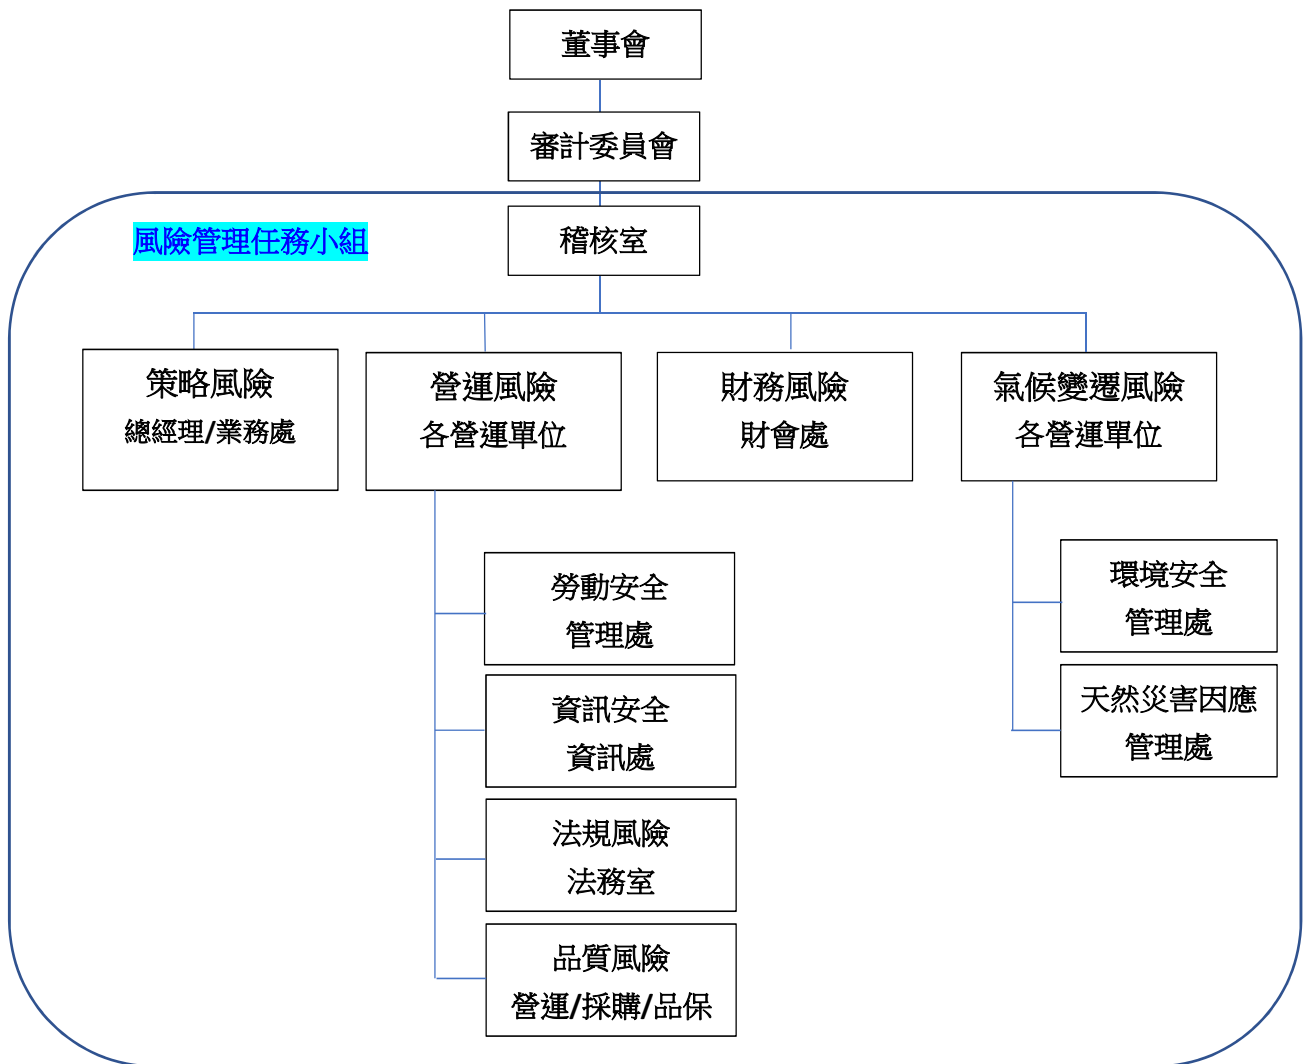 董事會
審計委員會
風險管理任務小組
稽核室
策略風險
總經理/業務處
營運風險
各營運單位
財務風險
財會處
氣候變遷風險
各營運單位
勞動安全
管理處
資訊安全
資訊處
法規風險
法務室
品質風險
營運/採購/品保
環境安全
管理處
天然災害因應
管理處